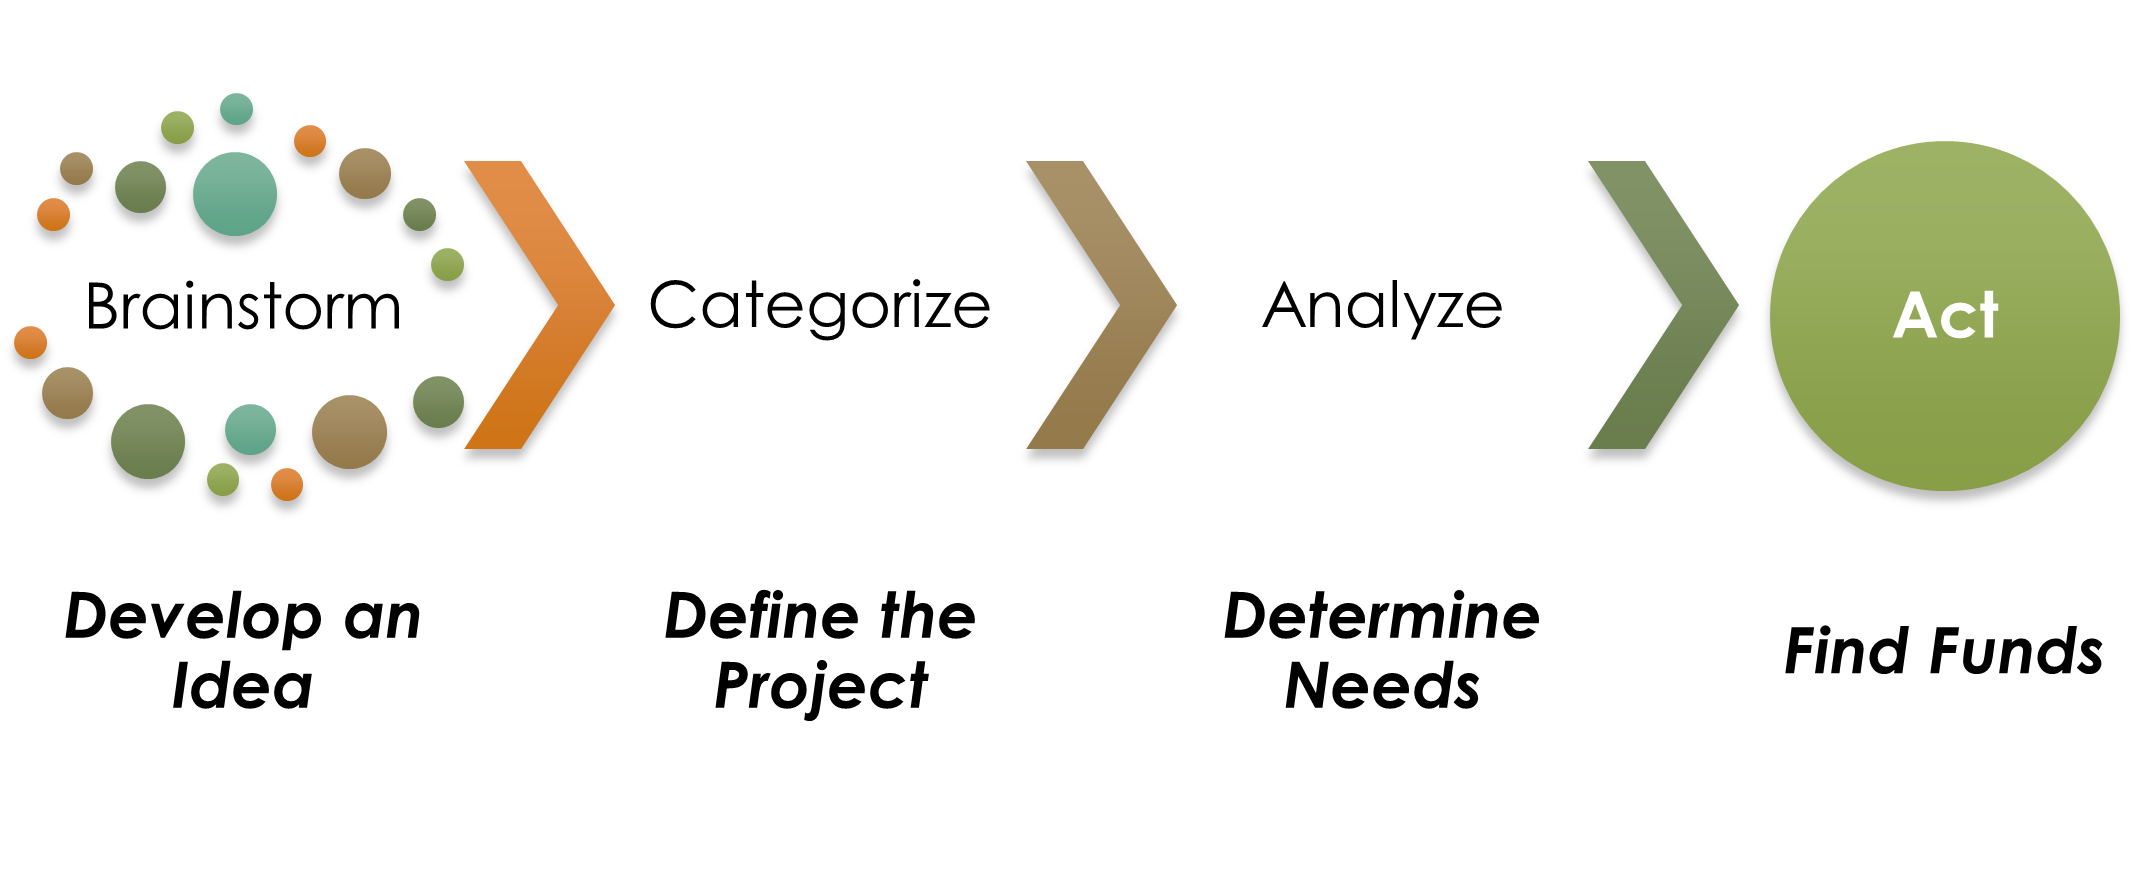 Brainstorm
Categorize
Analyze
Act
Develop an
Idea
Define the
Project
Determine
Needs
Find Funds